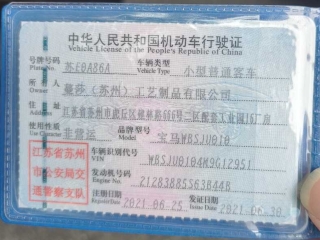 中华人民共和国机动车行驶证
Vehicle License of the People's Republic of China
号牌号码 苏E0A86A 车辆类型 小型普通客车
Plate No. Vehicle Type
所有人 蔓莎（苏州）工艺制品有限公司
Owner
住址
Address
使用性质 非营运 品牌型号 宝马WBSJU010
Use Character Model
江苏省苏州
市公安局交
通警察支队
车辆识别代号
VIN
发动机号码
Engine No.
注册日期 2021-06-25 发证日期 2021-06-30
Register Date Issue Date